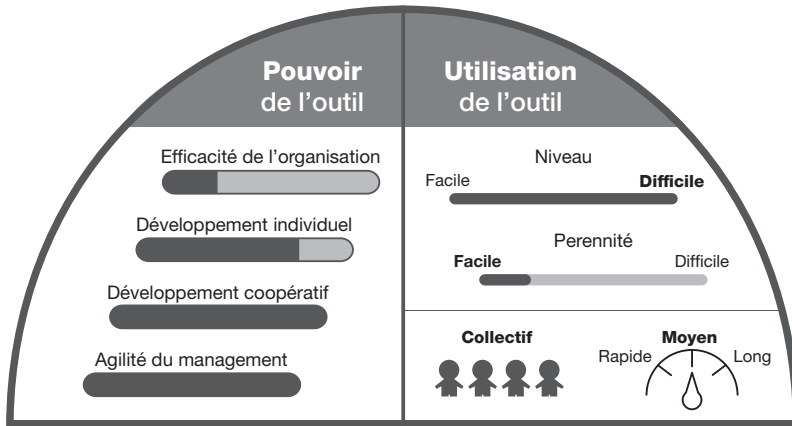 Pouvoir
de l'outil
Efficacité de l'organisation
Développement individuel
Développement coopératif
Agilité du management
Utilisation
de l'outil
Niveau
Facile Difficile
Perennité
Facile Difficile
Collectif
Moyen
Rapide Long